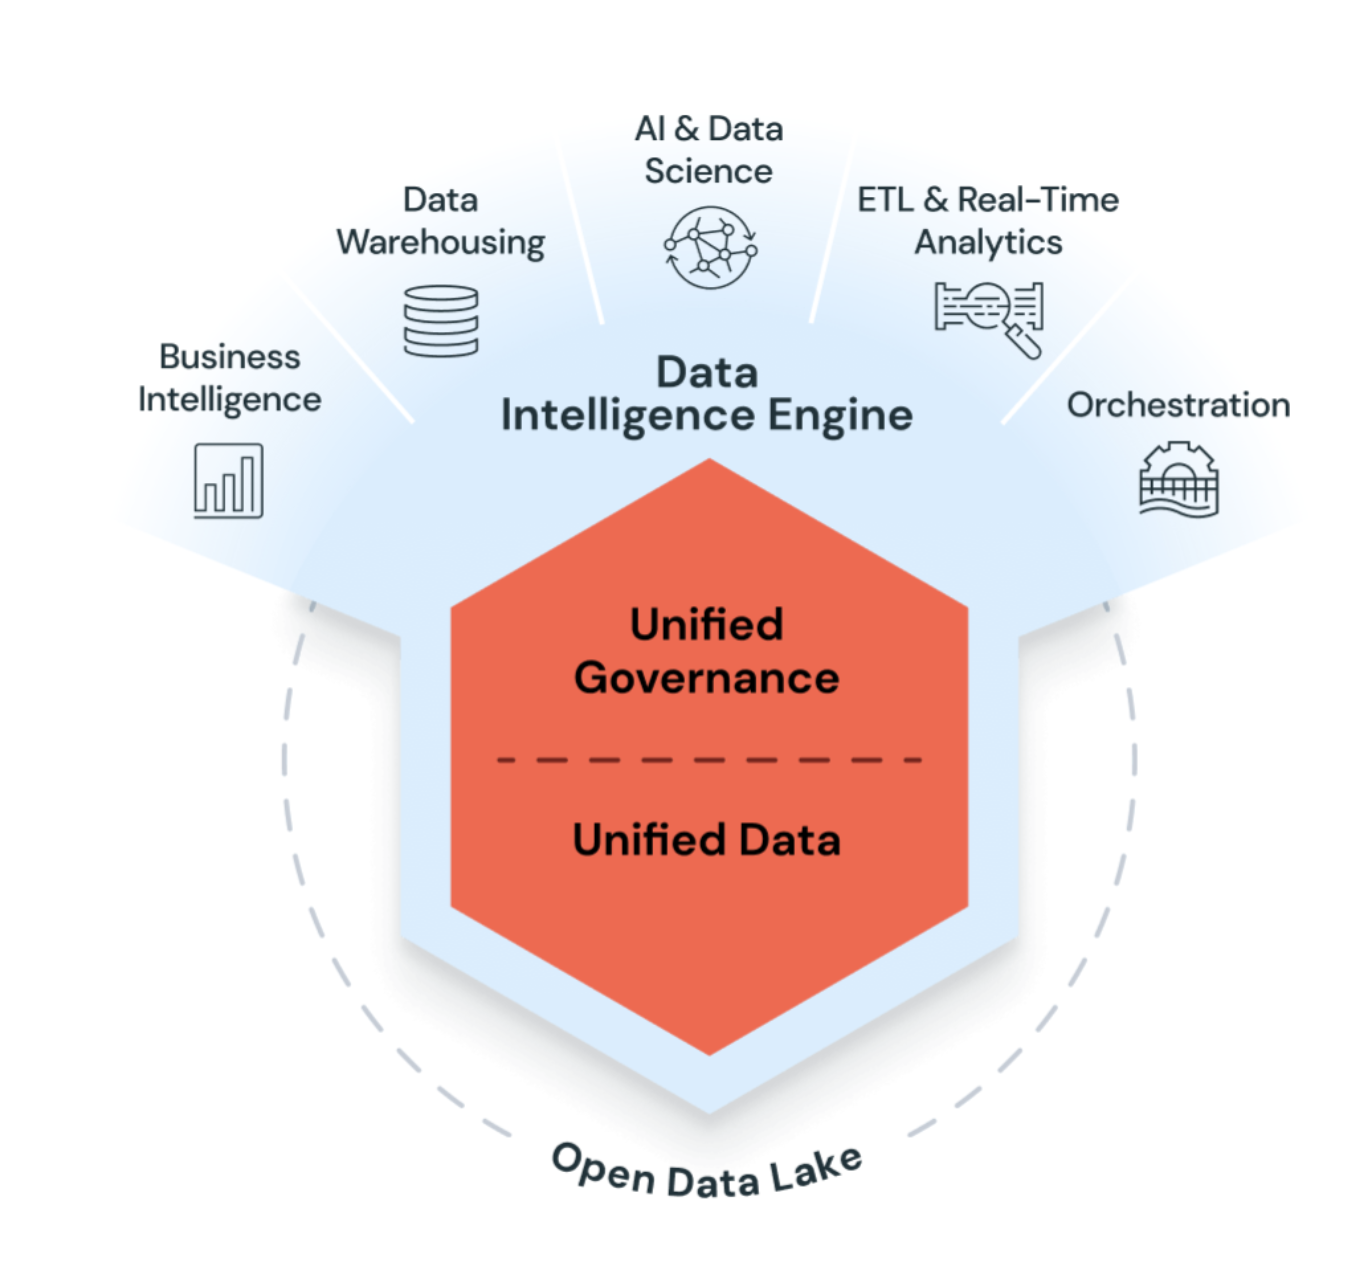 AI & Data
Science
Data
Warehousing
ETL & Real-Time
Analytics
Business
Intelligence
Orchestration
Data
Intelligence Engine
Unified
Governance
Unified Data
Open Data Lake